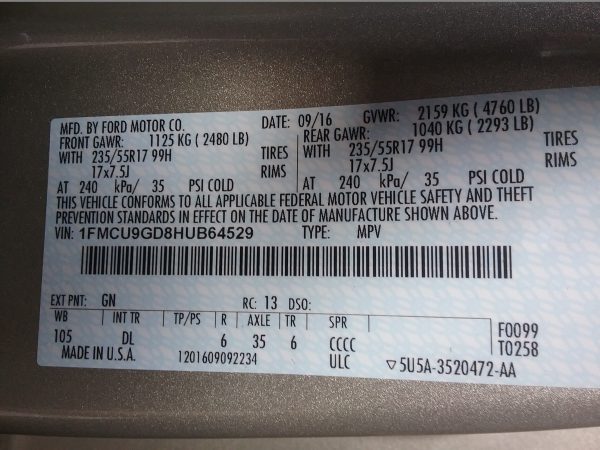 MFD. BY FORD MOTOR CO. DATE: 09/16 GVWR: 2159 KG ( 4760 LB)
FRONT GAWR: 1125 KG ( 2480 LB) REAR GAWR: 1040 KG ( 2293 LB)
WITH 235/55R17 99H TIRES WITH 235/55R17 99H TIRES
17x7.5J RIMS 17x7.5J RIMS
AT 240 kPa/ 35 PSI COLD AT 240 kPa/ 35 PSI COLD
THIS VEHICLE CONFORMS TO ALL APPLICABLE FEDERAL MOTOR VEHICLE SAFETY AND THEFT
PREVENTION STANDARDS IN EFFECT ON THE DATE OF MANUFACTURE SHOWN ABOVE.
VIN: 1FMCU9GD8HUB64529 TYPE: MPV
EXT PNT: GN RC: 13 DSO:
WB INT TR TP/PS R AXLE TR SPR F0099
105 DL 6 35 6 CCCC T0258
MADE IN U.S.A. 1201609092234 ULC ▽5U5A-3520472-AA